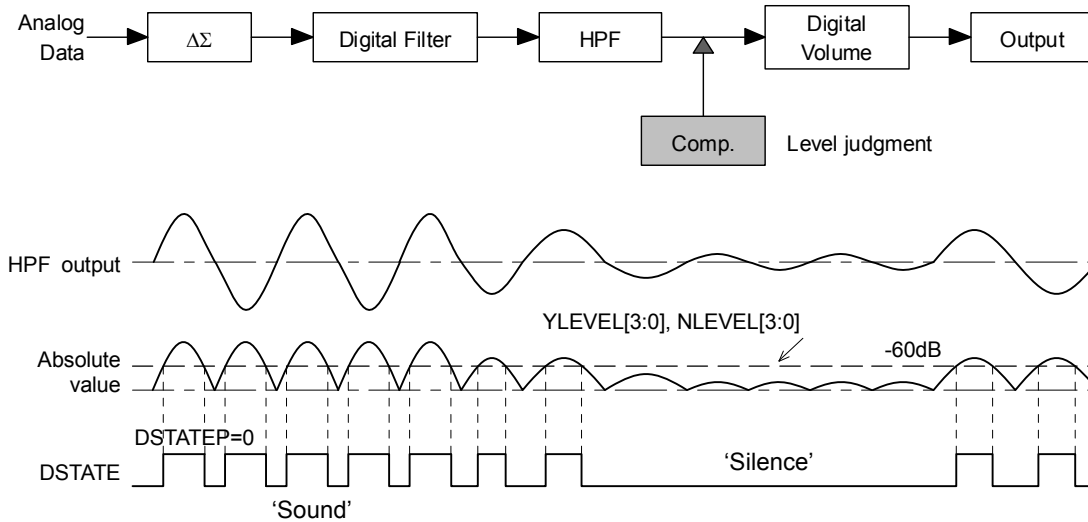 Analog
Data
ΔΣ
Digital Filter
HPF
Digital
Volume
Output
Comp.
Level judgment
HPF output
YLEVEL[3:0], NLEVEL[3:0]
Absolute
value
-60dB
DSTATEP=0
DSTATE
'Silence'
'Sound'